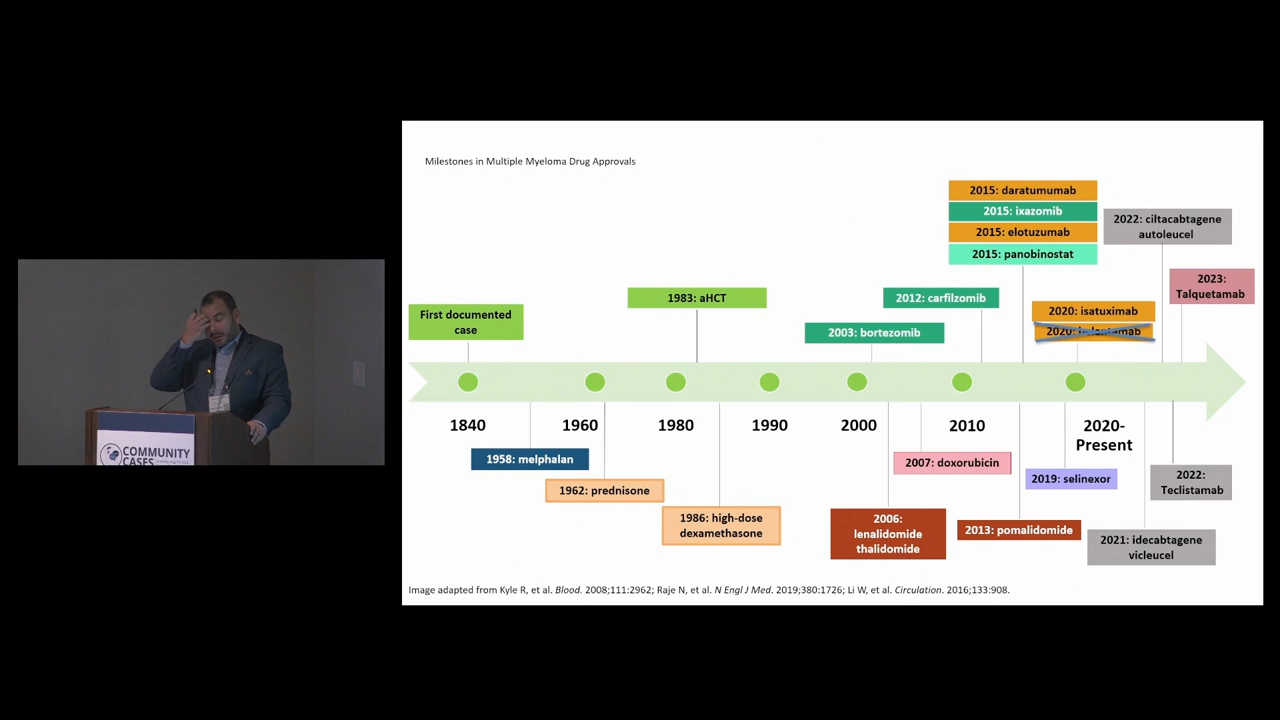 Milestones in Multiple Myeloma Drug Approvals
2015: daratumumab
2015: ixazomib
2015: elotuzumab
2015: panobinostat
2022: ciltacabtagene
autoleucel
2023:
Talquetamab
First documented
case
1983: aHCT
2012: carfilzomib
2003: bortezomib
2020: isatuximab
2020:
1840
1960
1980
1990
2000
2010
2020-
Present
1958: melphalan
1962: prednisone
1986: high-dose
dexamethasone
2006:
lenalidomide
thalidomide
2007: doxorubicin
2013: pomalidomide
2019: selinexor
2021: idecabtagene
vicleucel
2022:
Teclistamab
Image adapted from Kyle R, et al. Blood. 2008;111:2962; Raje N, et al. N Engl J Med. 2019;380:1726; Li W, et al. Circulation. 2016;133:908.
COMMUNITY
CASES